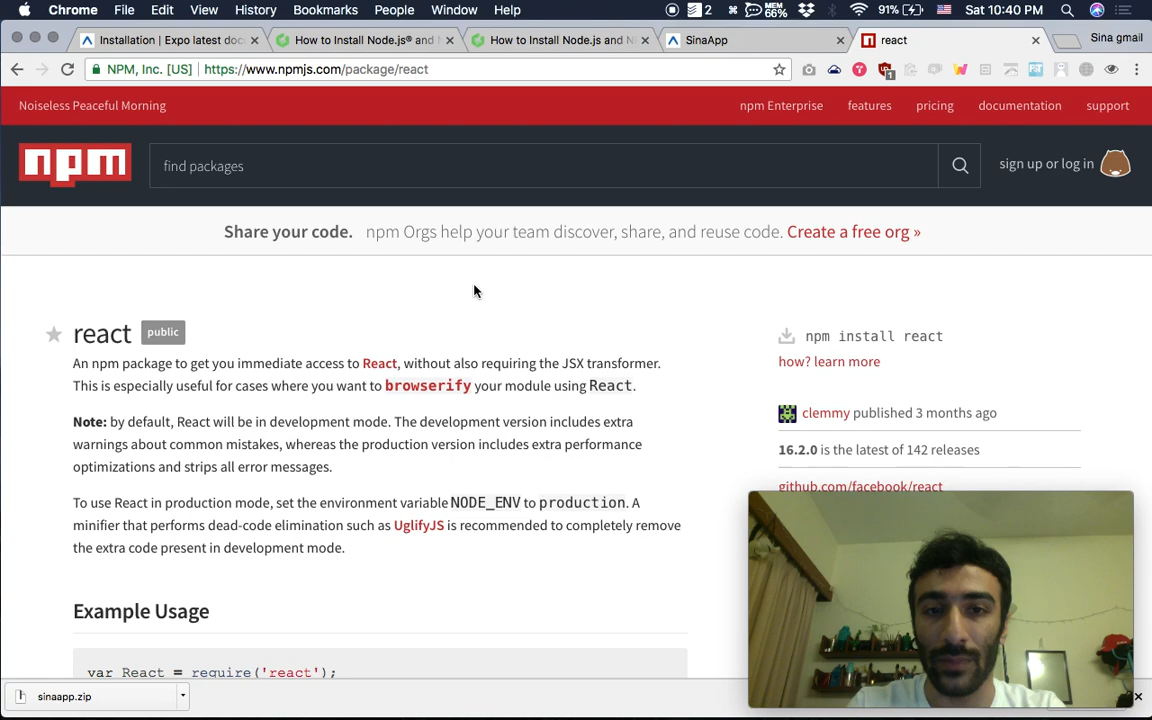 Chrome File Edit View History Bookmarks People Window Help 2 MEM 66% 91% Sat 10:40 PM
Installation | Expo latest doc × How to Install Node.js® and N × How to Install Node.js and N × SinaApp × react × Sina gmail
NPM, Inc. [US] https://www.npmjs.com/package/react
Noiseless Peaceful Morning npm Enterprise features pricing documentation support
npm find packages sign up or log in
Share your code. npm Orgs help your team discover, share, and reuse code. Create a free org »
react public
An npm package to get you immediate access to React, without also requiring the JSX transformer.
This is especially useful for cases where you want to browserify your module using React.
Note: by default, React will be in development mode. The development version includes extra
warnings about common mistakes, whereas the production version includes extra performance
optimizations and strips all error messages.
To use React in production mode, set the environment variable NODE_ENV to production. A
minifier that performs dead-code elimination such as UglifyJS is recommended to completely remove
the extra code present in development mode.
Example Usage
var React = require('react');
npm install react
how? learn more
clemmy published 3 months ago
16.2.0 is the latest of 142 releases
github.com/facebook/react
sinaapp.zip